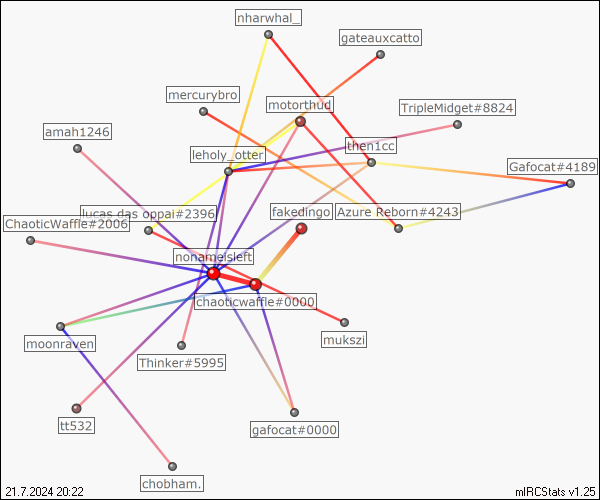 nharwhal_
gateauxcatto
mercurybro
motorthud
TripleMidget#8824
amah1246
then1cc
leholy_otter
Gafocat#4189
lucas das oppai#2396
fakedingo
Azure Reborn#4243
ChaoticWaffle#2006
nonameisleft
chaoticwaffle#0000
mukszi
moonraven
Thinker#5995
tt532
gafocat#0000
chobham.
21.7.2024 20:22
mIRCStats v1.25